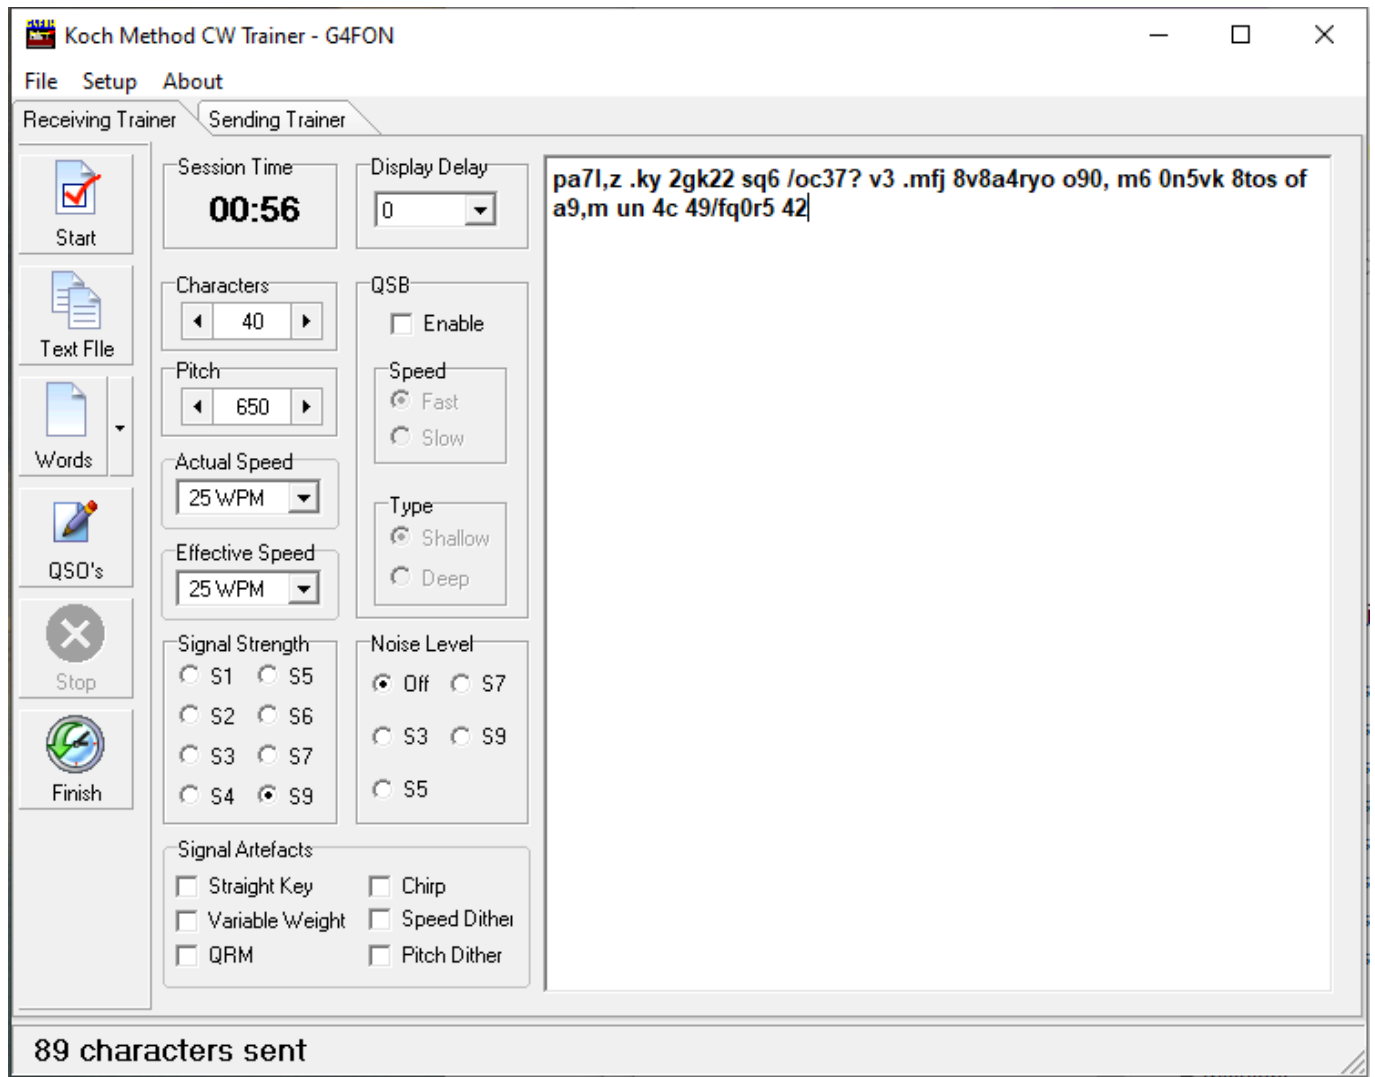 Koch Method CW Trainer - G4FON
File Setup About
Receiving Trainer Sending Trainer
Start
Text FIle
Words
QSO's
Stop
Finish
Session Time
00:56
Display Delay
0
Characters
40
Pitch
650
Actual Speed
25 WPM
Effective Speed
25 WPM
QSB
Enable
Speed
Fast
Slow
Type
Shallow
Deep
Signal Strength
S1 S5
S2 S6
S3 S7
S4 S9
Noise Level
Off S7
S3 S9
S5
Signal Artefacts
Straight Key Chirp
Variable Weight Speed Dither
QRM Pitch Dither
pa7l,z .ky 2gk22 sq6 /oc37? v3 .mfj 8v8a4ryo o90, m6 0n5vk 8tos of
a9,m un 4c 49/fq0r5 42
89 characters sent